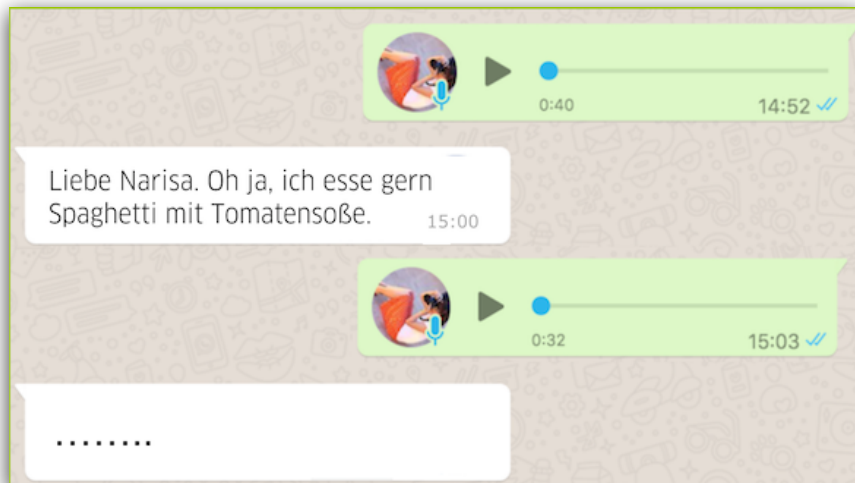 0:40 14:52
Liebe Narisa. Oh ja, ich esse gern
Spaghetti mit Tomatensoße. 15:00
0:32 15:03
........